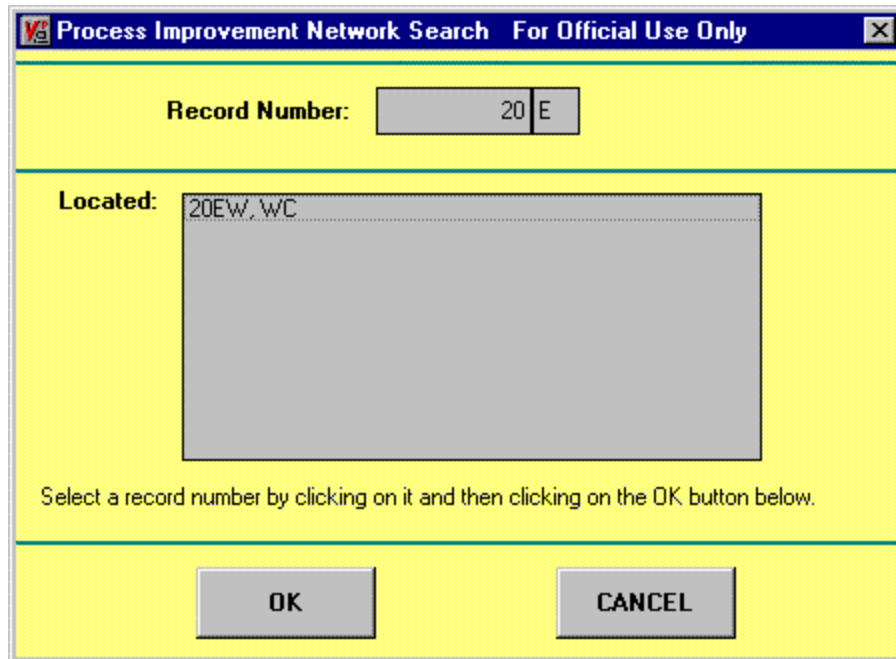 Process Improvement Network Search For Official Use Only
Record Number: 20 E
Located: 20EW, WC
Select a record number by clicking on it and then clicking on the OK button below.
OK CANCEL